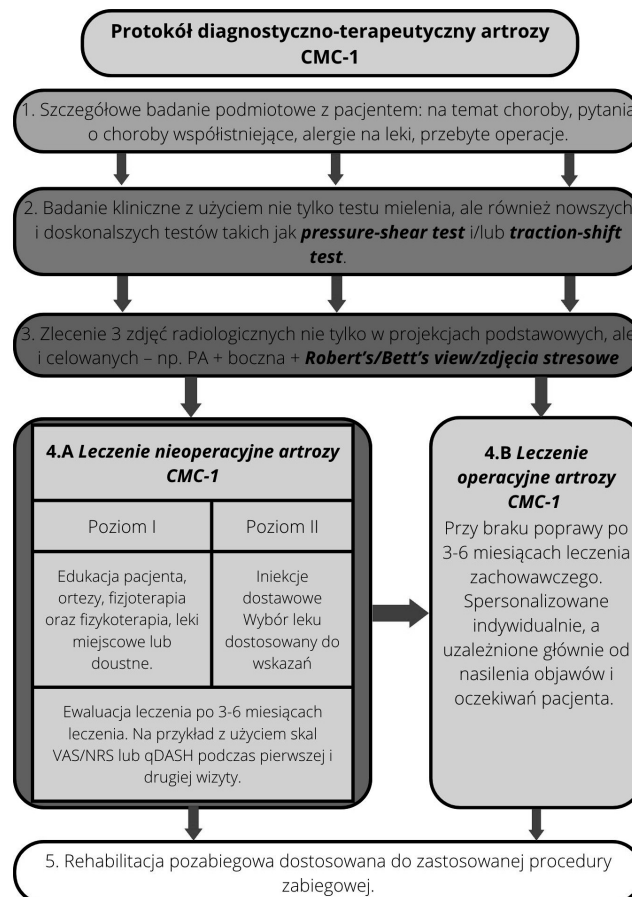 Protokół diagnostyczno-terapeutyczny artrozy
CMC-1
1. Szczegółowe badanie podmiotowe z pacjentem: na temat choroby, pytania
o choroby współistniejące, alergie na leki, przebyte operacje.
2. Badanie kliniczne z użyciem nie tylko testu mielenia, ale również nowszych
i doskonalszych testów takich jak pressure-shear test i/lub traction-shift
test.
3. Zlecenie 3 zdjęć radiologicznych nie tylko w projekcjach podstawowych, ale
i celowanych – np. PA + boczna + Robert's/Bett's view/zdjęcia stresowe
4.A Leczenie nieoperacyjne artrozy
CMC-1
Poziom I
Edukacja pacjenta,
ortezy, fizjoterapia
oraz fizykoterapia, leki
miejscowe lub
doustne.
Poziom II
Iniekcje
dostawowe
Wybór leku
dostosowany do
wskazań
Ewaluacja leczenia po 3-6 miesiącach
leczenia. Na przykład z użyciem skal
VAS/NRS lub qDASH podczas pierwszej i
drugiej wizyty.
4.B Leczenie
operacyjne artrozy
CMC-1
Przy braku poprawy po
3-6 miesiącach leczenia
zachowawczego.
Spersonalizowane
indywidualnie, a
uzależnione głównie od
nasilenia objawów i
oczekiwań pacjenta.
5. Rehabilitacja pozabiegowa dostosowana do zastosowanej procedury
zabiegowej.